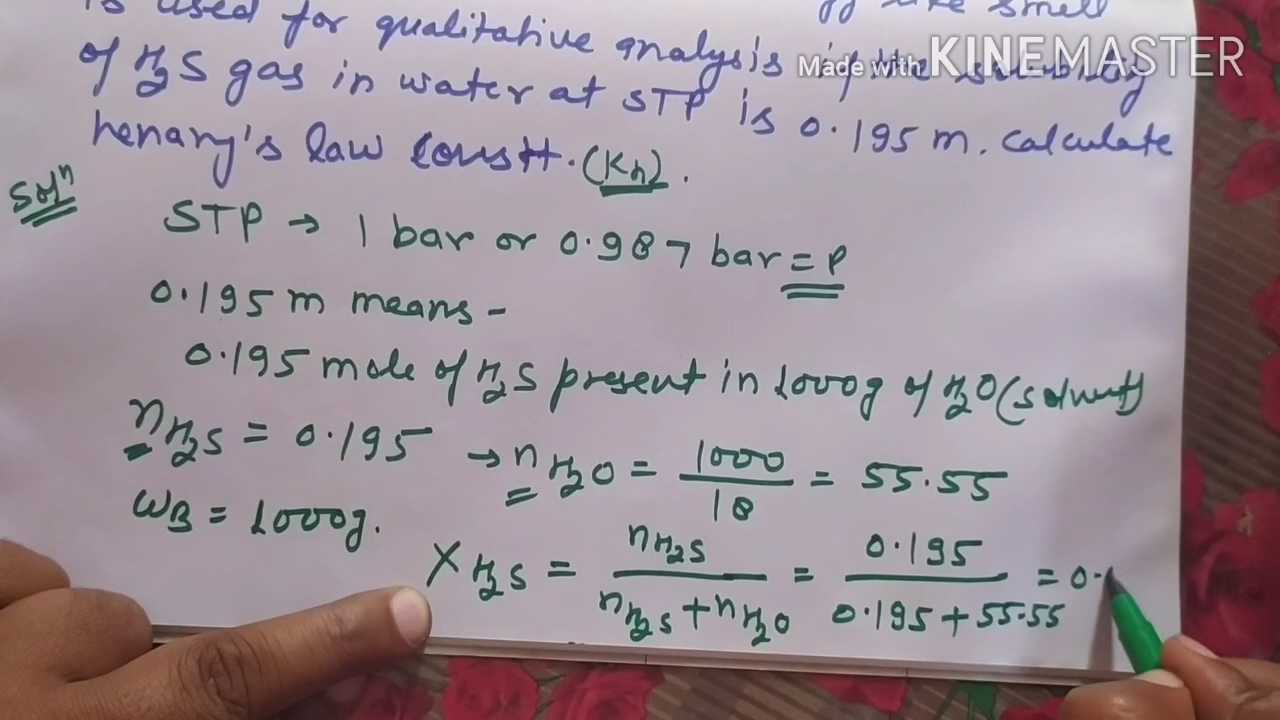 is used for qualitative analysis if the solubility
of H2S gas in water at STP is 0.195 m. Calculate
henary's law constt. (KH).
Made with KINEMASTER
Solⁿ
STP → 1 bar or 0.987 bar = P
0.195 m means -
0.195 mole of H2S present in 1000g of H2O (solvent)
nH2S = 0.195 → nH2O = 1000/18 = 55.55
WB = 1000g.
XH2S = nH2S/(nH2S + nH2O) = 0.195/(0.195 + 55.55) = 0.